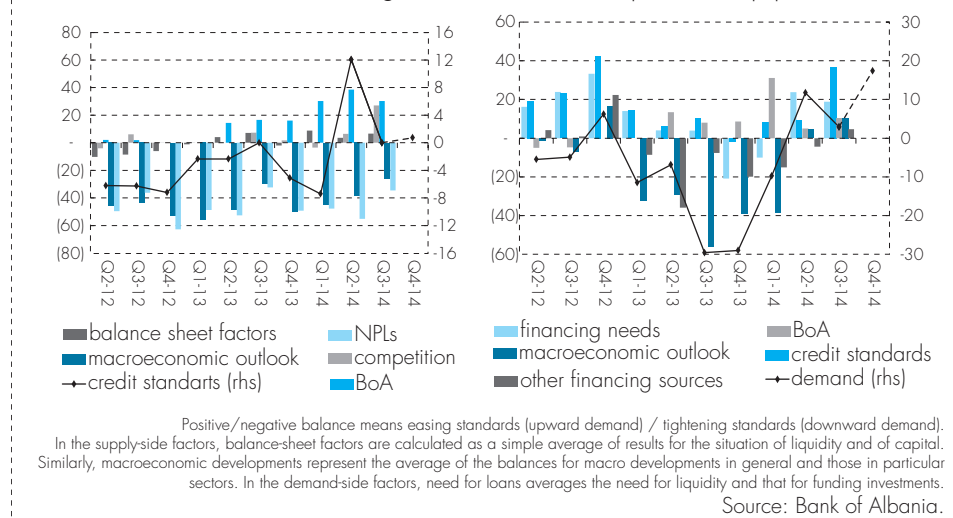 80
60
40
20
-
(20)
(40)
(60)
(80)
16
12
8
4
0
-4
-8
-12
-16
Q2-12
Q3-12
Q4-12
Q1-13
Q2-13
Q3-13
Q4-13
Q1-14
Q2-14
Q3-14
Q4-14
balance sheet factors
NPLs
macroeconomic outlook
competition
credit standarts (rhs)
BoA
60
40
20
-
(20)
(40)
(60)
30
20
10
0
-10
-20
-30
Q2-12
Q3-12
Q4-12
Q1-13
Q2-13
Q3-13
Q4-13
Q1-14
Q2-14
Q3-14
Q4-14
financing needs
BoA
macroeconomic outlook
credit standards
other financing sources
demand (rhs)
Positive/negative balance means easing standards (upward demand) / tightening standards (downward demand).
In the supply-side factors, balance-sheet factors are calculated as a simple average of results for the situation of liquidity and of capital.
Similarly, macroeconomic developments represent the average of the balances for macro developments in general and those in particular
sectors. In the demand-side factors, need for loans averages the need for liquidity and that for funding investments.
Source: Bank of Albania.